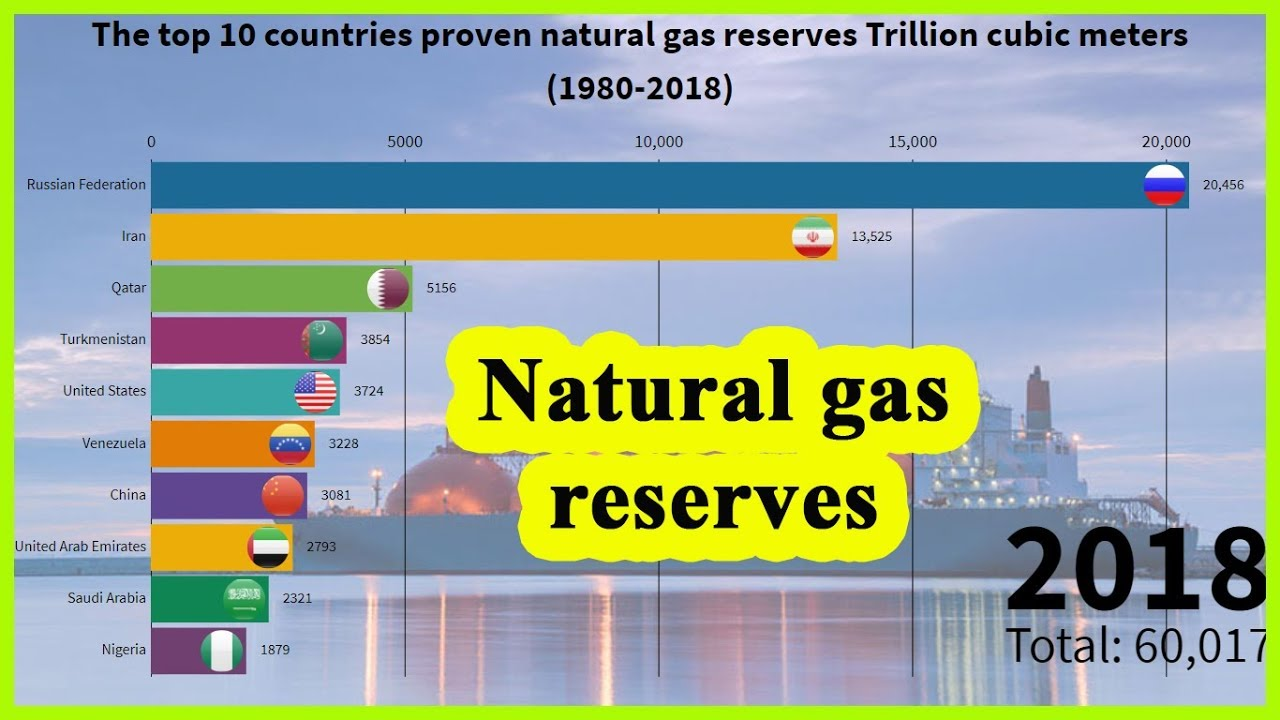 The top 10 countries proven natural gas reserves Trillion cubic meters
(1980-2018)
0 5000 10,000 15,000 20,000
Russian Federation 20,456
Iran 13,525
Qatar 5156
Turkmenistan 3854
United States 3724
Venezuela 3228
China 3081
United Arab Emirates 2793
Saudi Arabia 2321
Nigeria 1879
Natural gas
reserves
2018
Total: 60,017